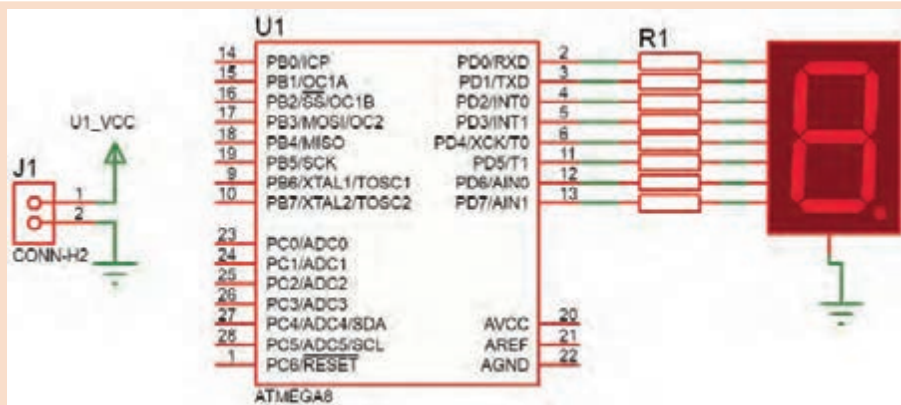 U1
R1
14 PB0/ICP PD0/RXD 2
15 PB1/OC1A PD1/TXD 3
16 PB2/SS/OC1B PD2/INT0 4
17 PB3/MOSI/OC2 PD3/INT1 5
18 PB4/MISO PD4/XCK/T0 6
19 PB5/SCK PD5/T1 11
9 PB6/XTAL1/TOSC1 PD6/AIN0 12
10 PB7/XTAL2/TOSC2 PD7/AIN1 13
23 PC0/ADC0
24 PC1/ADC1
25 PC2/ADC2
26 PC3/ADC3
27 PC4/ADC4/SDA AVCC 20
28 PC5/ADC5/SCL AREF 21
1 PC6/RESET AGND 22
ATMEGA8
U1_VCC
J1
1
2
CONN-H2